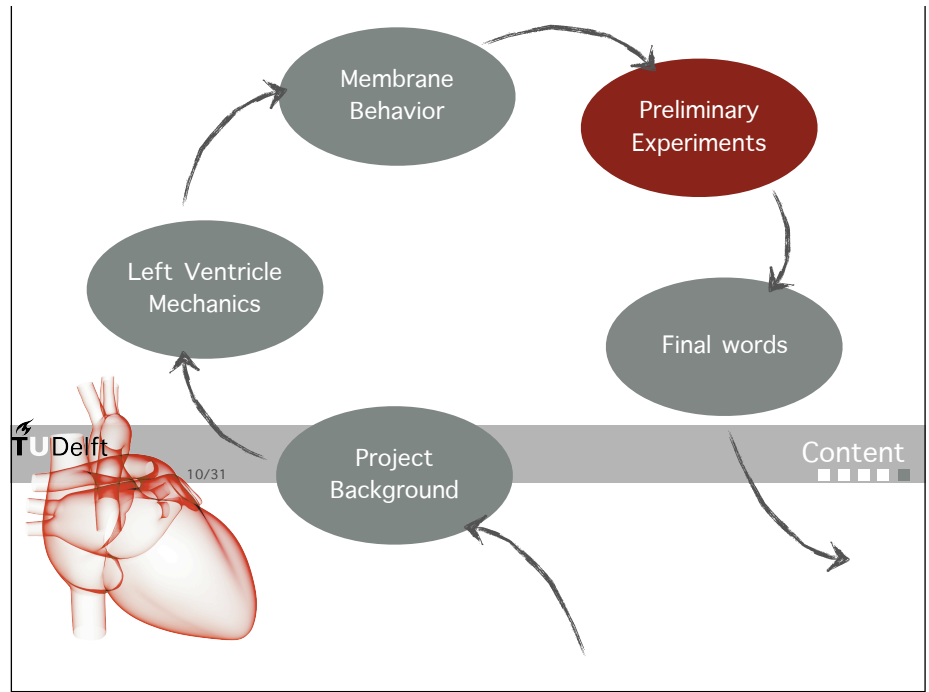 Membrane
Behavior
Preliminary
Experiments
Left Ventricle
Mechanics
Final words
TUDelft
Content
Project
Background
10/31